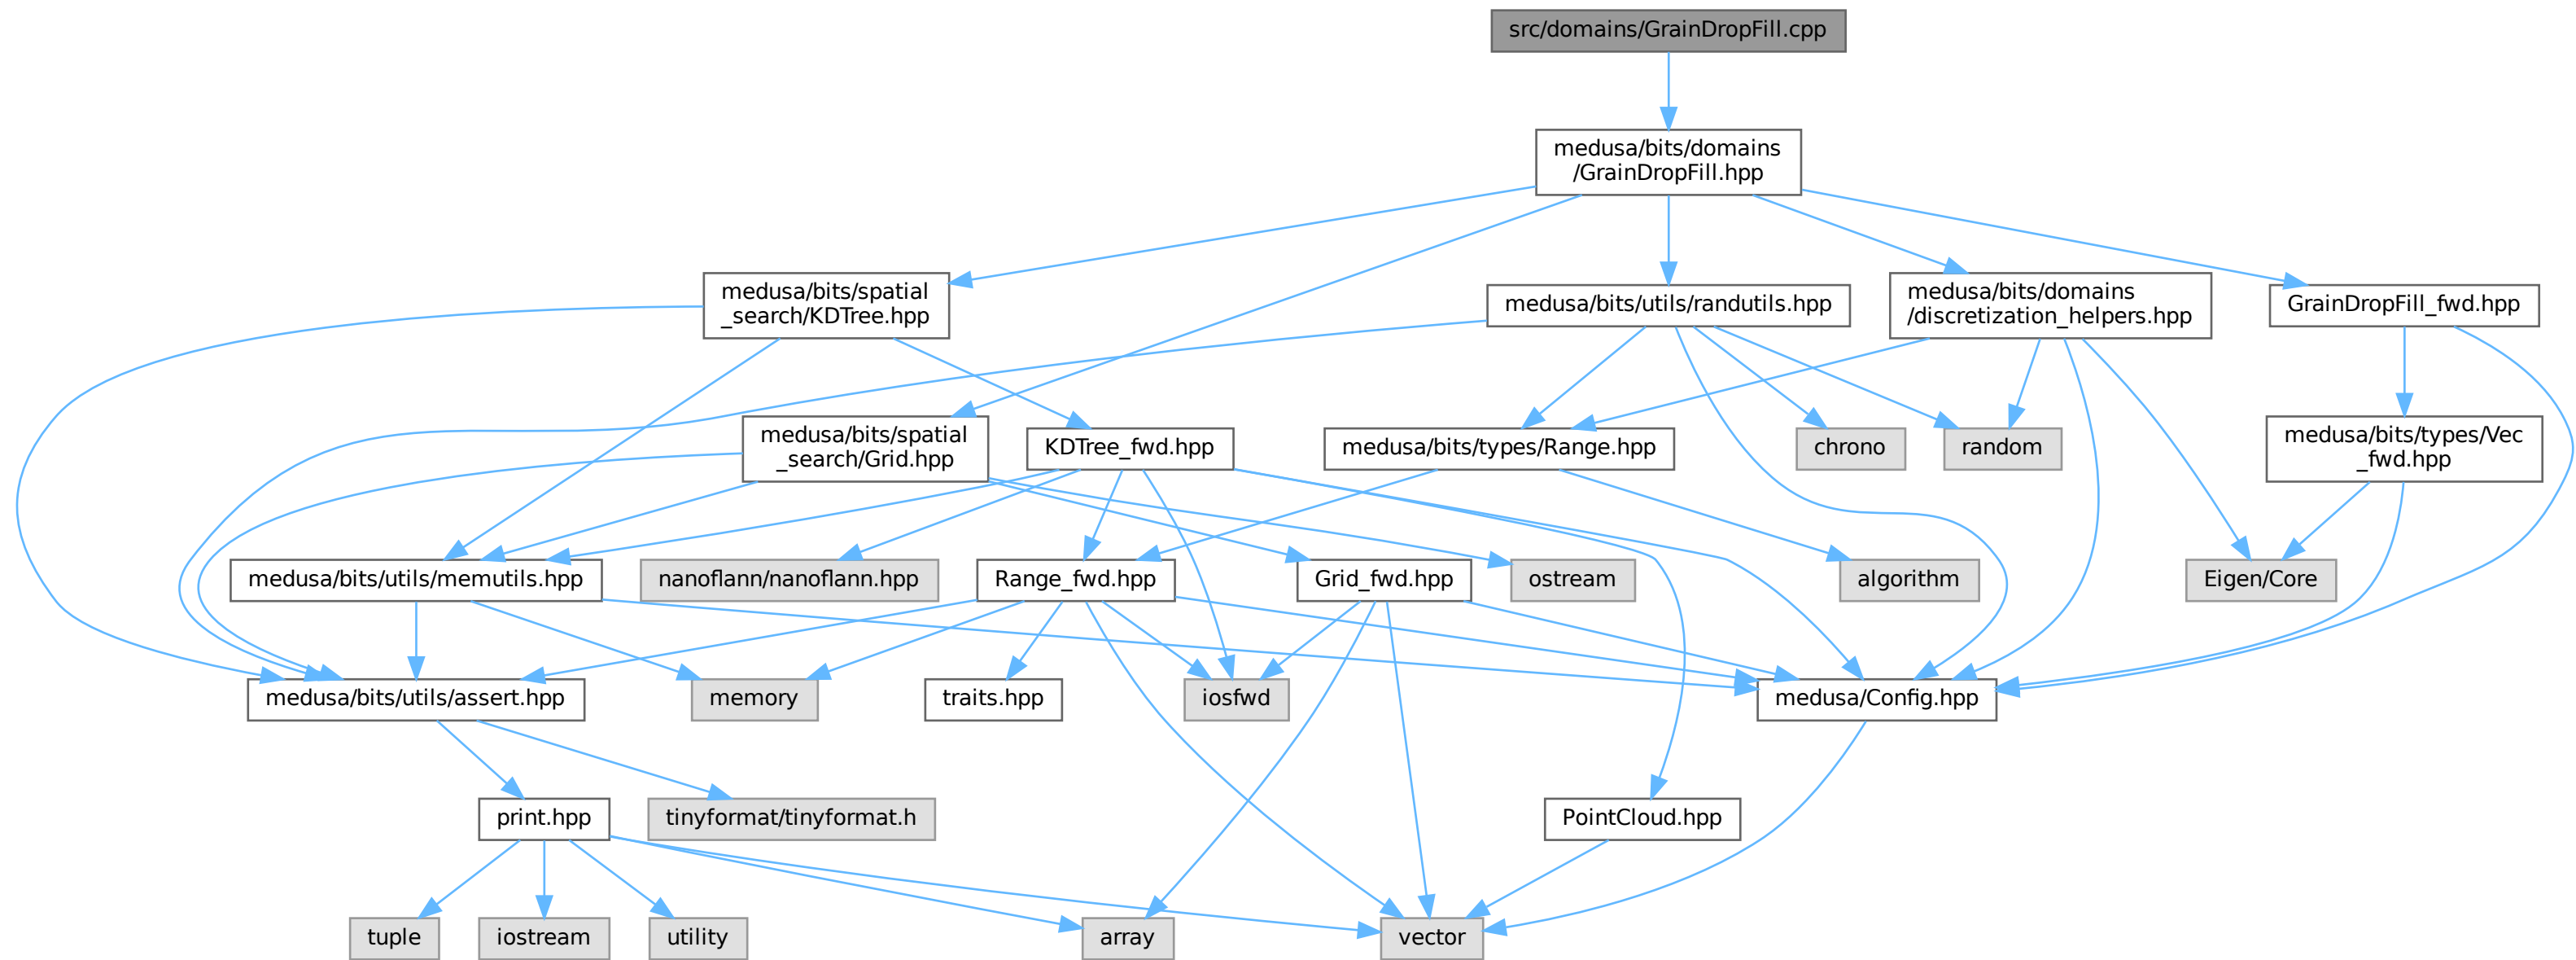 src/domains/GrainDropFill.cpp
medusa/bits/domains
/GrainDropFill.hpp
medusa/bits/spatial
_search/KDTree.hpp
medusa/bits/utils/randutils.hpp
medusa/bits/domains
/discretization_helpers.hpp
GrainDropFill_fwd.hpp
medusa/bits/spatial
_search/Grid.hpp
KDTree_fwd.hpp
medusa/bits/types/Range.hpp
chrono
random
medusa/bits/types/Vec
_fwd.hpp
medusa/bits/utils/memutils.hpp
nanoflann/nanoflann.hpp
Range_fwd.hpp
Grid_fwd.hpp
ostream
algorithm
Eigen/Core
medusa/bits/utils/assert.hpp
memory
traits.hpp
iosfwd
medusa/Config.hpp
print.hpp
tinyformat/tinyformat.h
PointCloud.hpp
tuple
iostream
utility
array
vector